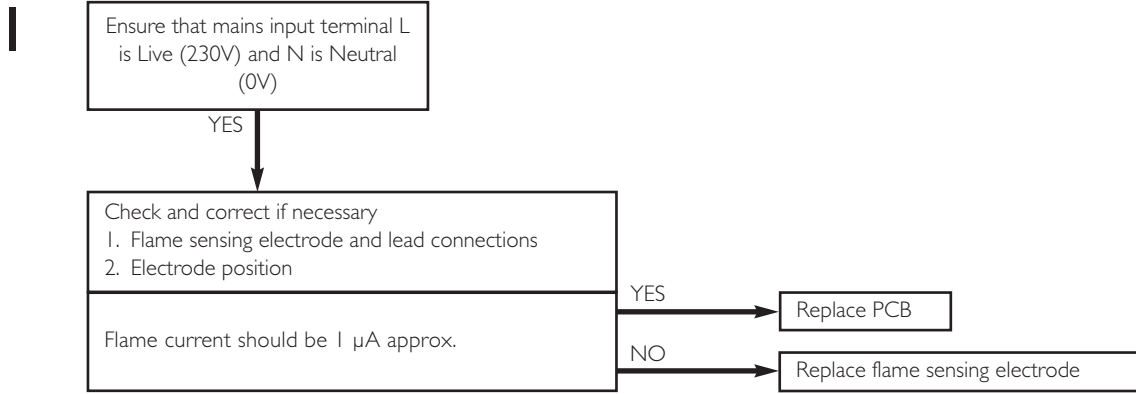 I
Ensure that mains input terminal L
is Live (230V) and N is Neutral
(0V)
YES
Check and correct if necessary
1. Flame sensing electrode and lead connections
2. Electrode position
Flame current should be 1 μA approx.
YES
Replace PCB
NO
Replace flame sensing electrode